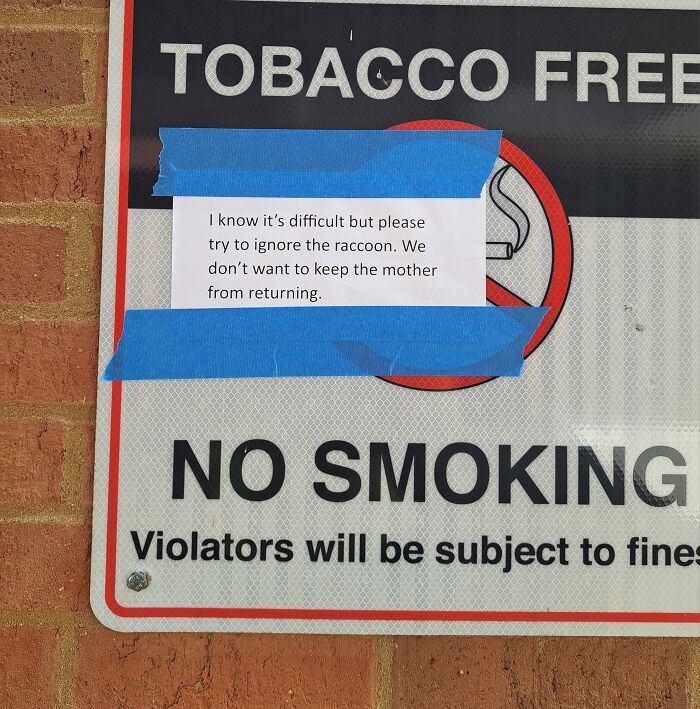 TOBACCO FREE
I know it's difficult but please
try to ignore the raccoon. We
don't want to keep the mother
from returning.
NO SMOKING
Violators will be subject to fines